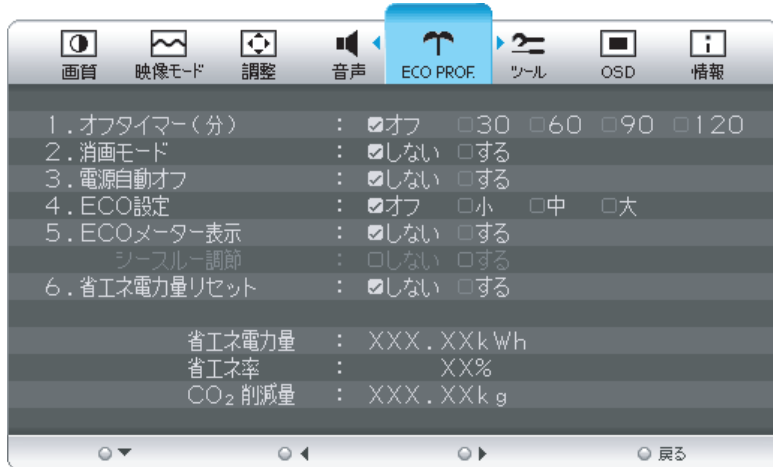 画質 映像モード 調整 音声 ECO PROF. ツール OSD 情報
1.オフタイマー(分) : ☑オフ □30 □60 □90 □120
2.消画モード : ☑しない □する
3.電源自動オフ : ☑しない □する
4.ECO設定 : ☑オフ □小 □中 □大
5.ECOメーター表示 : ☑しない □する
シースルー調節 : □しない □する
6.省エネ電力量リセット : ☑しない □する
省エネ電力量 : XXX.XXkWh
省エネ率 : XX%
CO₂削減量 : XXX.XXkg
戻る